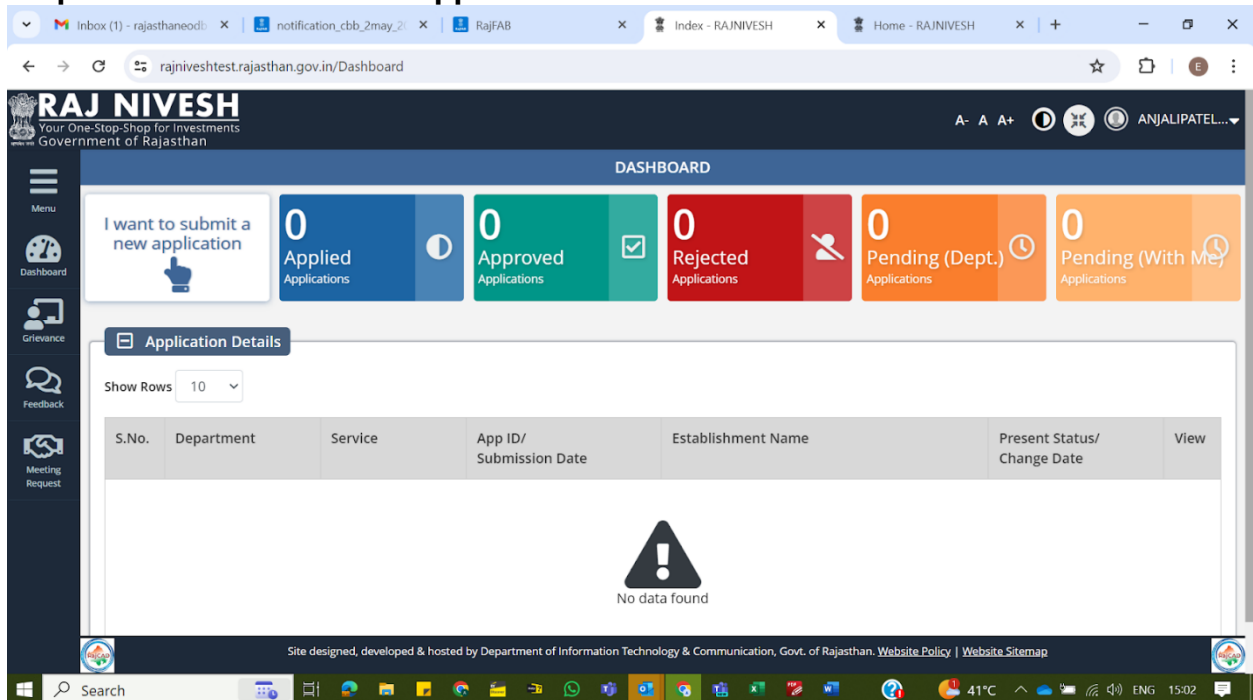 Inbox (1) - rajasthaneodb
notification_cbb_2may_2(
RajFAB
Index - RAJNIVESH
Home - RAJNIVESH
rajniveshtest.rajasthan.gov.in/Dashboard
E
RAJ NIVESH
Your One-Stop-Shop for Investments
Government of Rajasthan
A- A A+
ANJALIPATEL...
DASHBOARD
Menu
Dashboard
Grievance
Feedback
Meeting
Request
I want to submit a
new application
0
Applied
Applications
0
Approved
Applications
0
Rejected
Applications
0
Pending (Dept.)
Applications
0
Pending (With Me)
Applications
Application Details
Show Rows 10
S.No. Department Service App ID/ Establishment Name Present Status/ View
Submission Date Change Date
No data found
Site designed, developed & hosted by Department of Information Technology & Communication, Govt. of Rajasthan. Website Policy | Website Sitemap
Search
41°C ENG 15:02